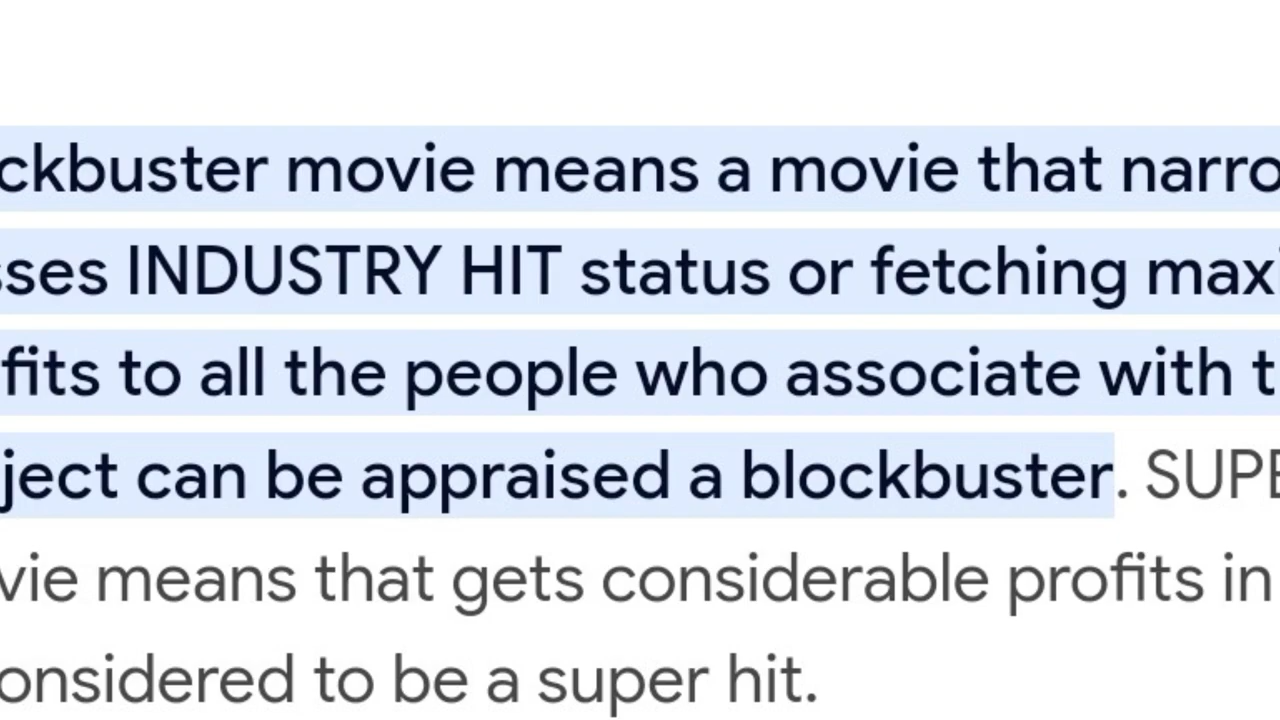 ckbuster movie means a movie that narro
sses INDUSTRY HIT status or fetching maxi
fits to all the people who associate with t
ject can be appraised a blockbuster. SUPE
vie means that gets considerable profits in
onsidered to be a super hit.